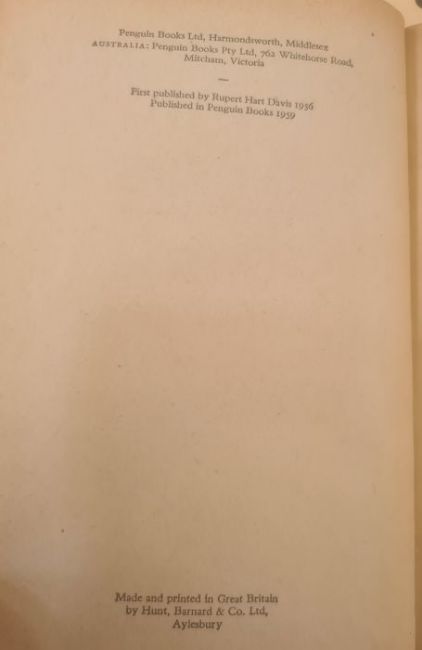 Penguin Books Ltd, Harmondsworth, Middlesex
AUSTRALIA: Penguin Books Pty Ltd, 762 Whitehorse Road,
Mitcham, Victoria
—
First published by Rupert Hart Davis 1956
Published in Penguin Books 1959
Made and printed in Great Britain
by Hunt, Barnard & Co. Ltd,
Aylesbury